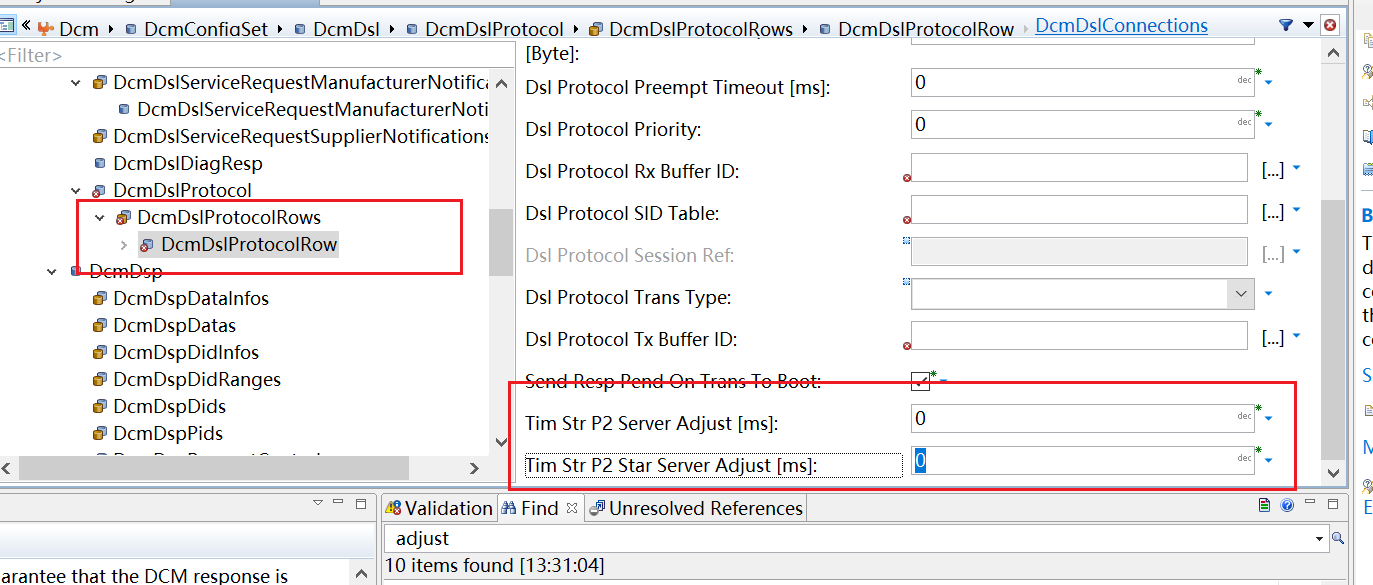 « Dcm DcmConfigSet DcmDsl DcmDslProtocol DcmDslProtocolRows DcmDslProtocolRow DcmDslConnections
<Filter>
DcmDslServiceRequestManufacturerNotifica
DcmDslServiceRequestManufacturerNoti
DcmDslServiceRequestSupplierNotifications
DcmDslDiagResp
DcmDslProtocol
DcmDslProtocolRows
DcmDslProtocolRow
DcmDsp
DcmDspDataInfos
DcmDspDatas
DcmDspDidInfos
DcmDspDidRanges
DcmDspDids
DcmDspPids
[Byte]:
Dsl Protocol Preempt Timeout [ms]: 0 dec
Dsl Protocol Priority: 0 dec
Dsl Protocol Rx Buffer ID: [...]
Dsl Protocol SID Table: [...]
Dsl Protocol Session Ref: [...]
Dsl Protocol Trans Type:
Dsl Protocol Tx Buffer ID: [...]
Send Resp Pend On Trans To Boot:
Tim Str P2 Server Adjust [ms]: 0 dec
Tim Str P2 Star Server Adjust [ms]: 0 dec
Validation Find Unresolved References
adjust
10 items found [13:31:04]
arantee that the DCM response is